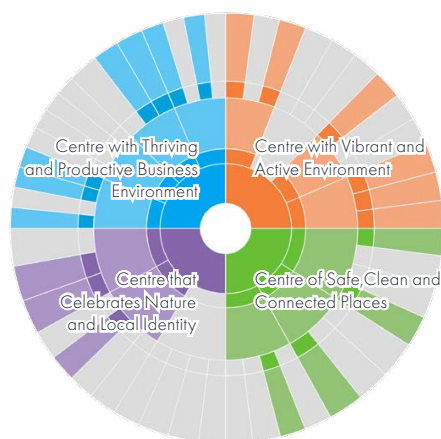 Centre with Thriving
and Productive Business
Environment
Centre with Vibrant and
Active Environment
Centre that
Celebrates Nature
and Local Identity
Centre of Safe,Clean and
Connected Places